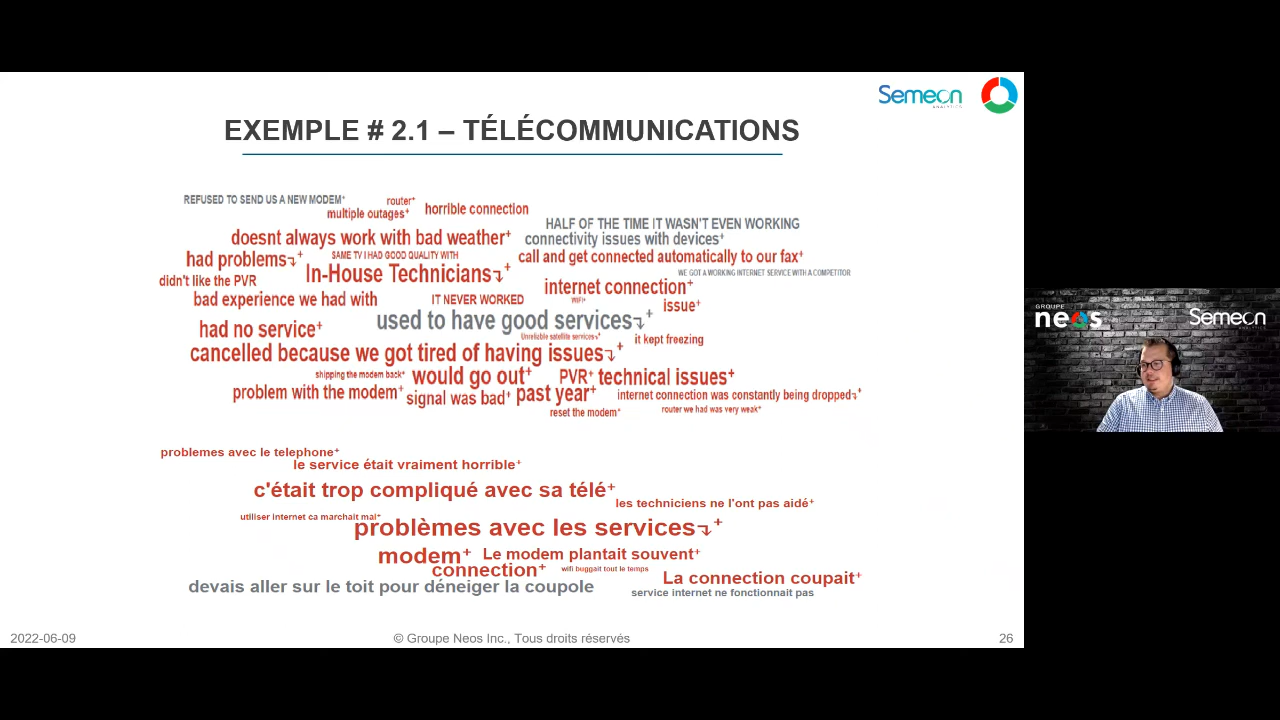 Semeon
ANALYTICS
EXEMPLE # 2.1 – TÉLÉCOMMUNICATIONS
REFUSED TO SEND US A NEW MODEM+
router+
multiple outages+
horrible connection
HALF OF THE TIME IT WASN'T EVEN WORKING
doesnt always work with bad weather+
connectivity issues with devices+
had problems+
SAME TV I HAD GOOD QUALITY WITH
call and get connected automatically to our fax+
In-House Technicians+
WE GOT A WORKING INTERNET SERVICE WITH A COMPETITOR
didn't like the PVR
internet connection+
bad experience we had with
IT NEVER WORKED
WIFI+
issue+
used to have good services+
had no service+
Unreliable satellite services+
it kept freezing
cancelled because we got tired of having issues+
shipping the modem back+
would go out+
PVR+
technical issues+
problem with the modem+
signal was bad+
past year+
internet connection was constantly being dropped+
reset the modem+
router we had was very weak+
problemes avec le telephone+
le service était vraiment horrible+
c'était trop compliqué avec sa télé+
les techniciens ne l'ont pas aidé+
utiliser internet ca marchait mal+
problèmes avec les services+
modem+
Le modem plantait souvent+
connection+
wifi buggait tout le temps
La connection coupait+
devais aller sur le toit pour déneiger la coupole
service internet ne fonctionnait pas
2022-06-09
© Groupe Neos Inc., Tous droits réservés
26
GROUPE
neos
Semeon